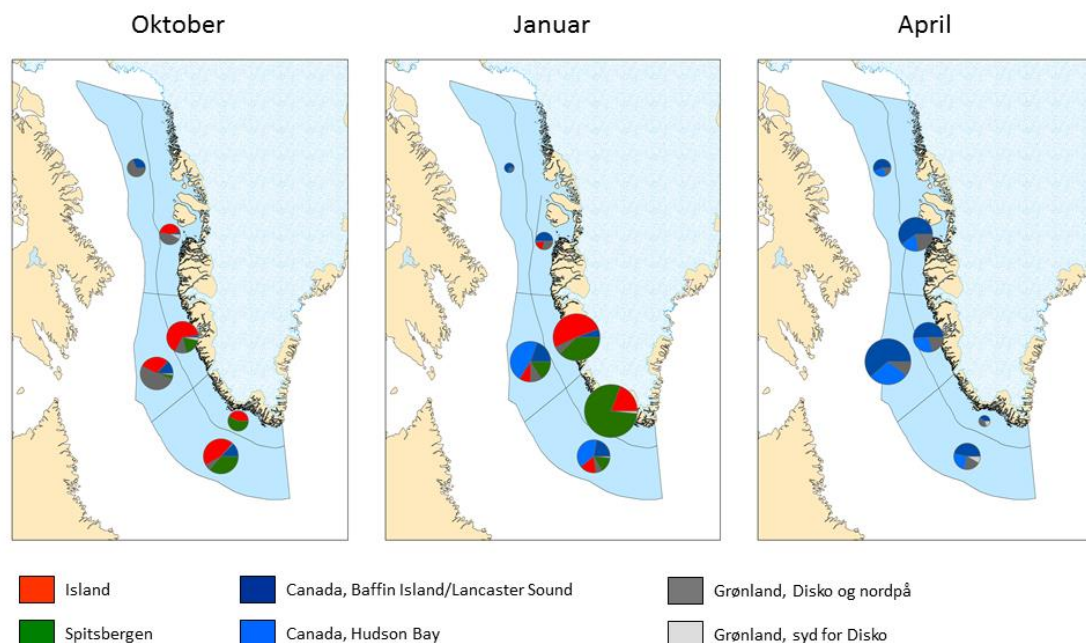 Oktober
Januar
April
Island
Canada, Baffin Island/Lancaster Sound
Grønland, Disko og nordpå
Spitsbergen
Canada, Hudson Bay
Grønland, syd for Disko